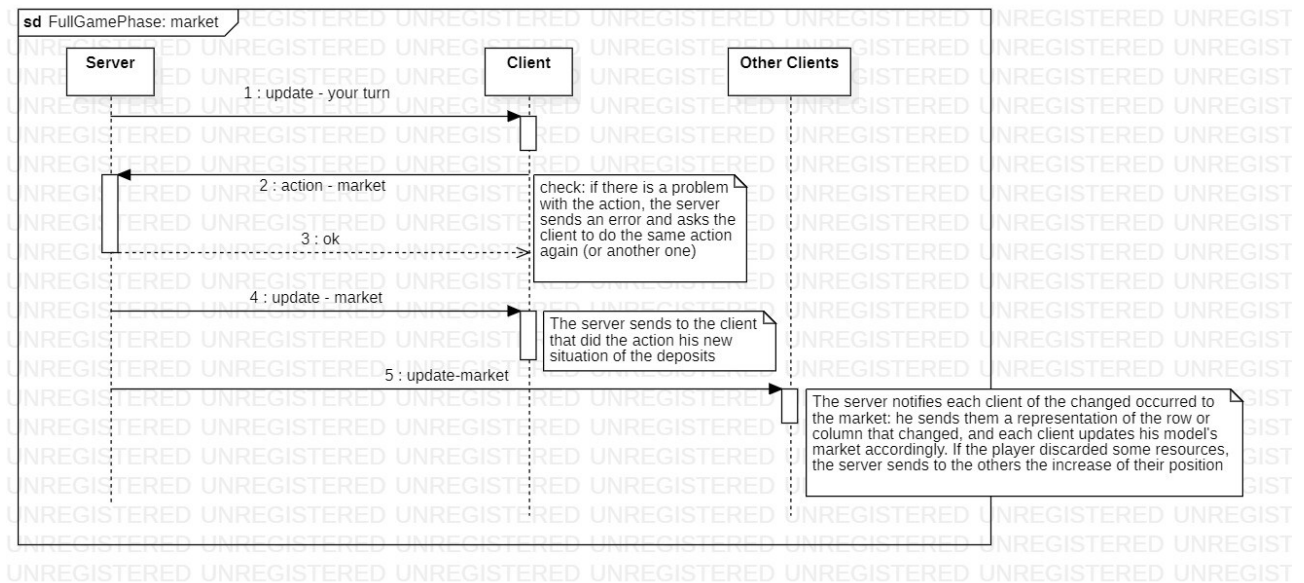 sd FullGamePhase: market
Server
Client
Other Clients
1 : update - your turn
2 : action - market
check: if there is a problem
with the action, the server
sends an error and asks the
client to do the same action
again (or another one)
3 : ok
4 : update - market
The server sends to the client
that did the action his new
situation of the deposits
5 : update-market
The server notifies each client of the changed occurred to
the market: he sends them a representation of the row or
column that changed, and each client updates his model's
market accordingly. If the player discarded some resources,
the server sends to the others the increase of their position
UNREGISTERED